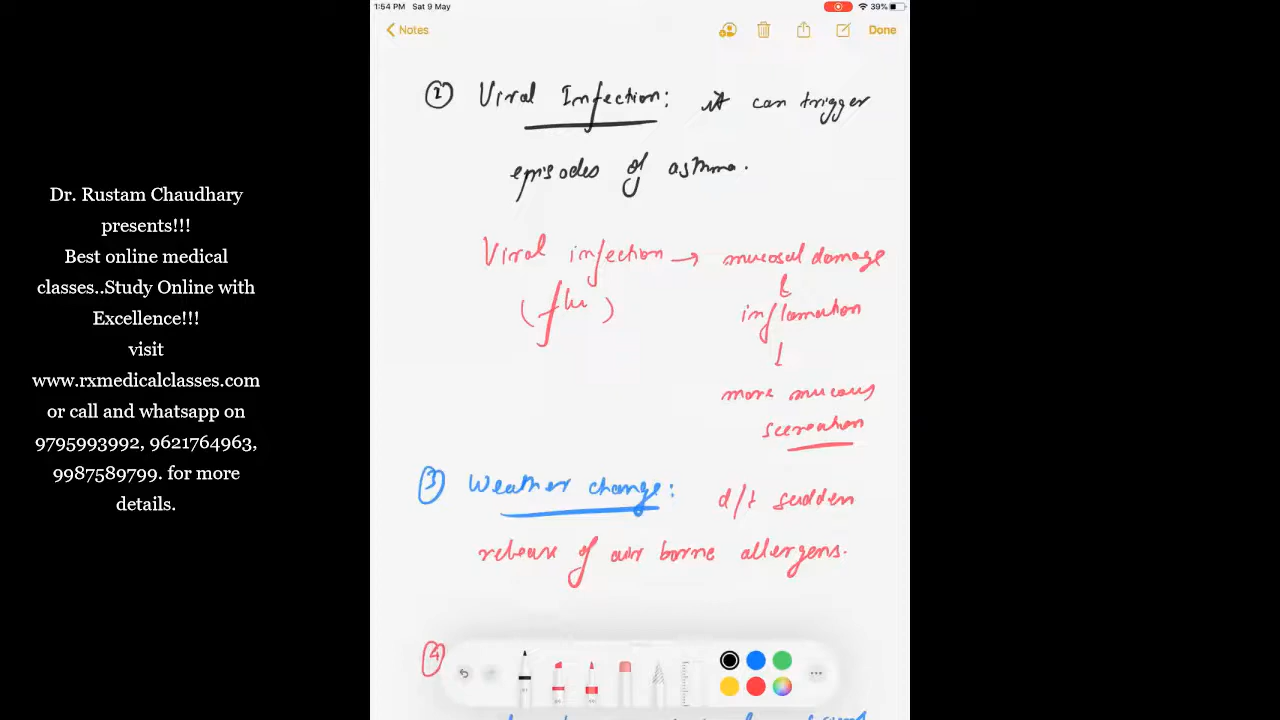 1:54 PM Sat 9 May
39%
Notes
Done
Dr. Rustam Chaudhary
presents!!!
Best online medical
classes..Study Online with
Excellence!!!
visit
www.rxmedicalclasses.com
or call and whatsapp on
9795993992, 9621764963,
9987589799. for more
details.
② Viral Infection: it can trigger
episodes of asthma.
Viral infection → mucosal damage
(flu)
↓
inflamation
↓
more mucous
secreation
③ Weather change: d/t sudden
release of air borne allergens.
④